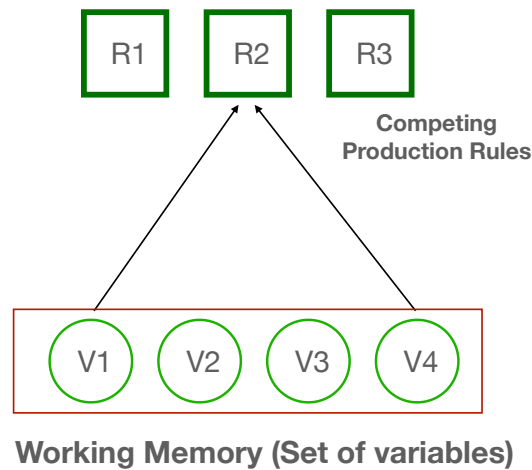 R1 R2 R3
Competing
Production Rules
V1 V2 V3 V4
Working Memory (Set of variables)